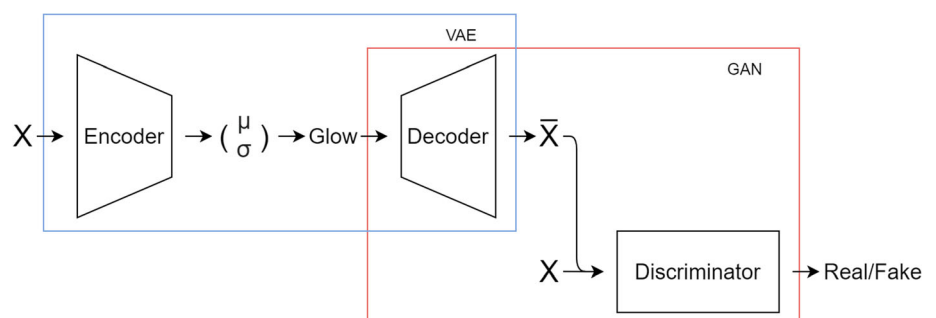 VAE
GAN
X Encoder ( μ σ ) Glow Decoder X̄
X Discriminator Real/Fake